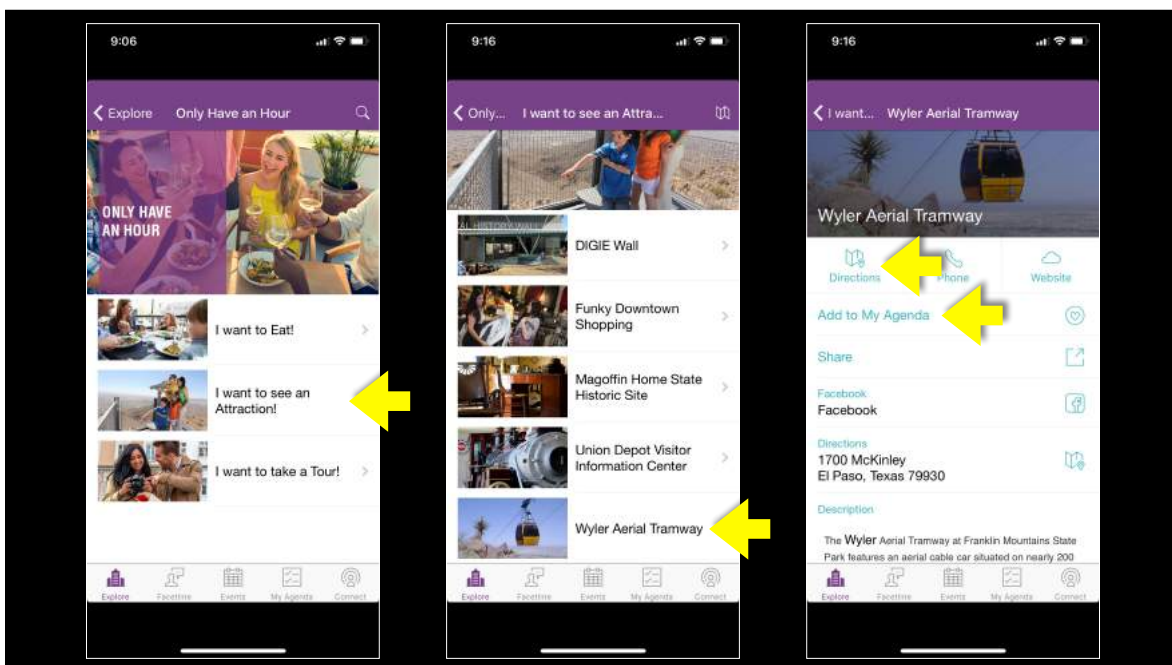 9:06
Explore Only Have an Hour
ONLY HAVE
AN HOUR
I want to Eat!
I want to see an
Attraction!
I want to take a Tour!
Explore Facetime Events My Agenda Connect
9:16
Only... I want to see an Attra...
DIGIE Wall
Funky Downtown
Shopping
Magoffin Home State
Historic Site
Union Depot Visitor
Information Center
Wyler Aerial Tramway
Explore Facetime Events My Agenda Connect
9:16
I want... Wyler Aerial Tramway
Wyler Aerial Tramway
Directions Phone Website
Add to My Agenda
Share
Facebook
Facebook
Directions
1700 McKinley
El Paso, Texas 79930
Description
The Wyler Aerial Tramway at Franklin Mountains State
Park features an aerial cable car situated on nearly 200
Explore Facetime Events My Agenda Connect